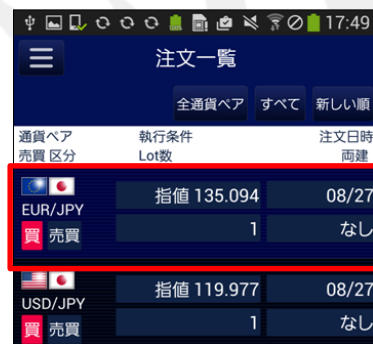 17:49
注文一覧
全通貨ペア すべて 新しい順
通貨ペア 執行条件 注文日時
売買 区分 Lot数 両建
EUR/JPY 指値 135.094 08/27
買 売買 1 なし
USD/JPY 指値 119.977 08/27
買 売買 1 なし